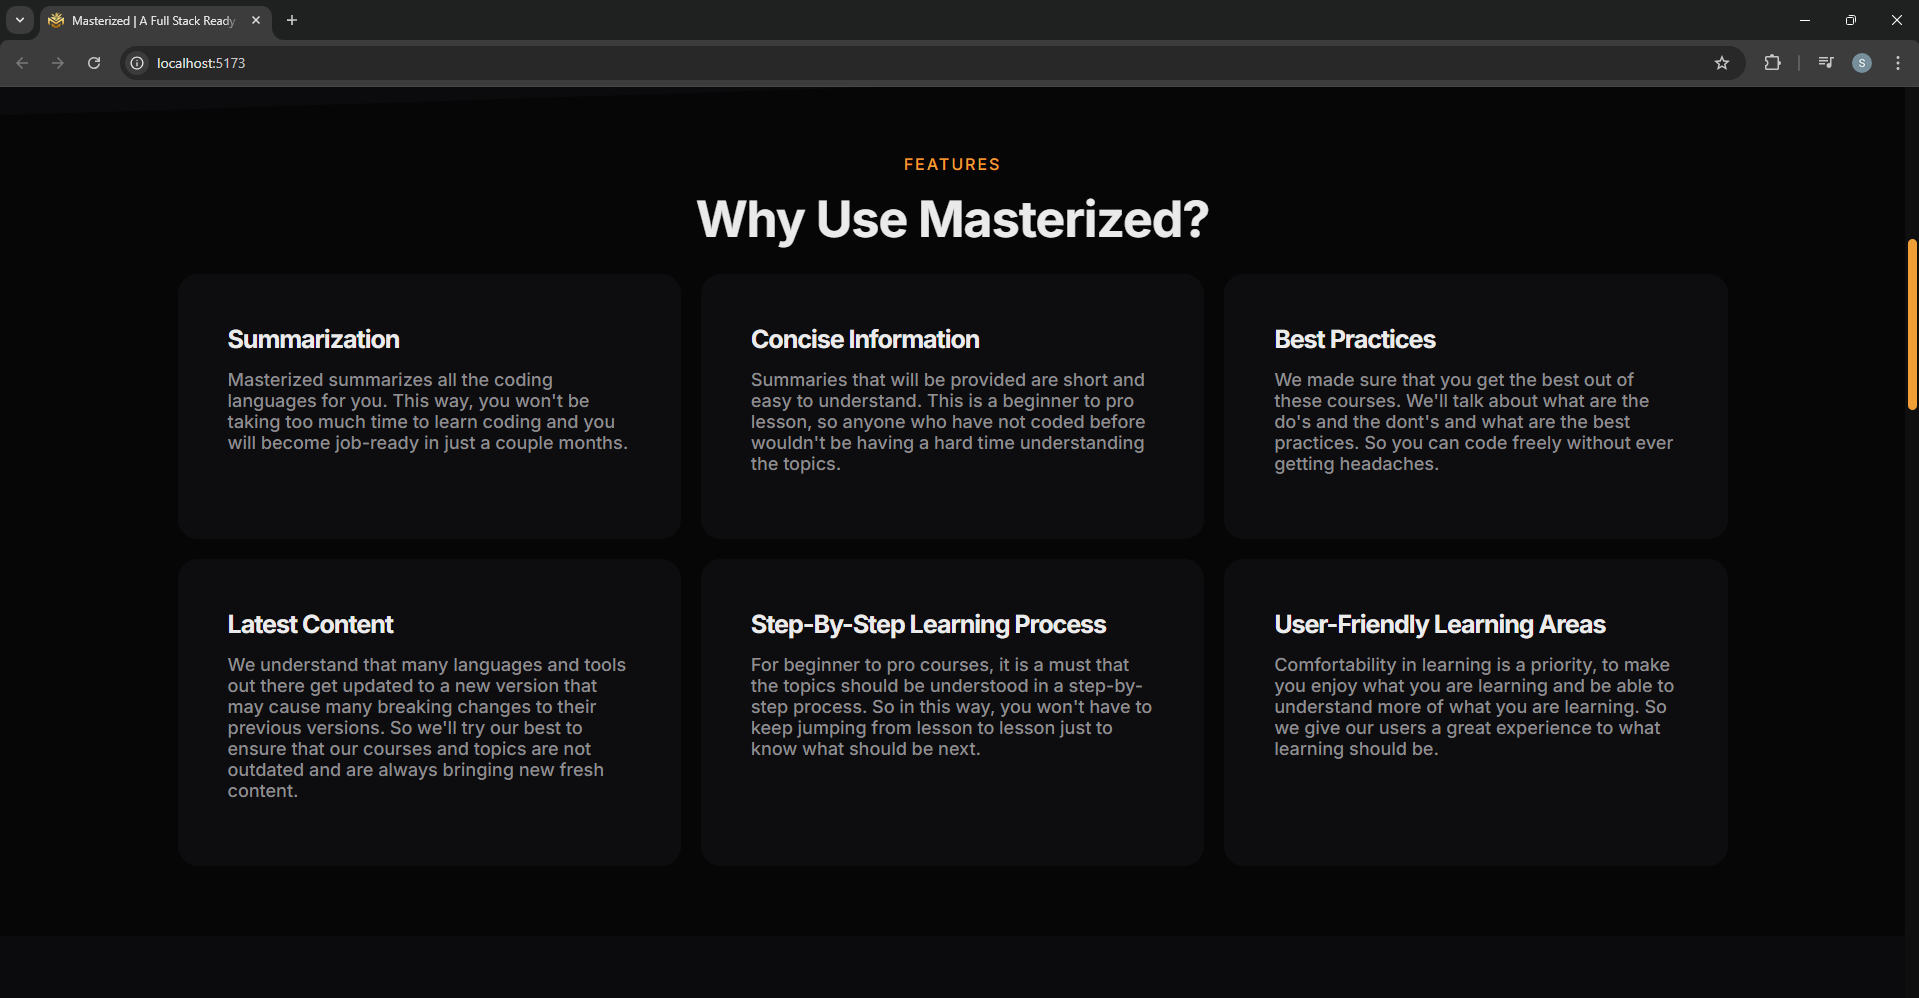 Masterized | A Full Stack Ready
localhost:5173
S
FEATURES
Why Use Masterized?
Summarization
Masterized summarizes all the coding
languages for you. This way, you won't be
taking too much time to learn coding and you
will become job-ready in just a couple months.
Concise Information
Summaries that will be provided are short and
easy to understand. This is a beginner to pro
lesson, so anyone who have not coded before
wouldn't be having a hard time understanding
the topics.
Best Practices
We made sure that you get the best out of
these courses. We'll talk about what are the
do's and the dont's and what are the best
practices. So you can code freely without ever
getting headaches.
Latest Content
We understand that many languages and tools
out there get updated to a new version that
may cause many breaking changes to their
previous versions. So we'll try our best to
ensure that our courses and topics are not
outdated and are always bringing new fresh
content.
Step-By-Step Learning Process
For beginner to pro courses, it is a must that
the topics should be understood in a step-by-
step process. So in this way, you won't have to
keep jumping from lesson to lesson just to
know what should be next.
User-Friendly Learning Areas
Comfortability in learning is a priority, to make
you enjoy what you are learning and be able to
understand more of what you are learning. So
we give our users a great experience to what
learning should be.